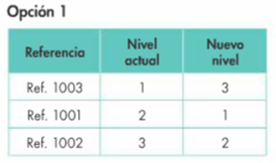 Opción 1
Referencia Nivel actual Nuevo nivel
Ref. 1003 1 3
Ref. 1001 2 1
Ref. 1002 3 2